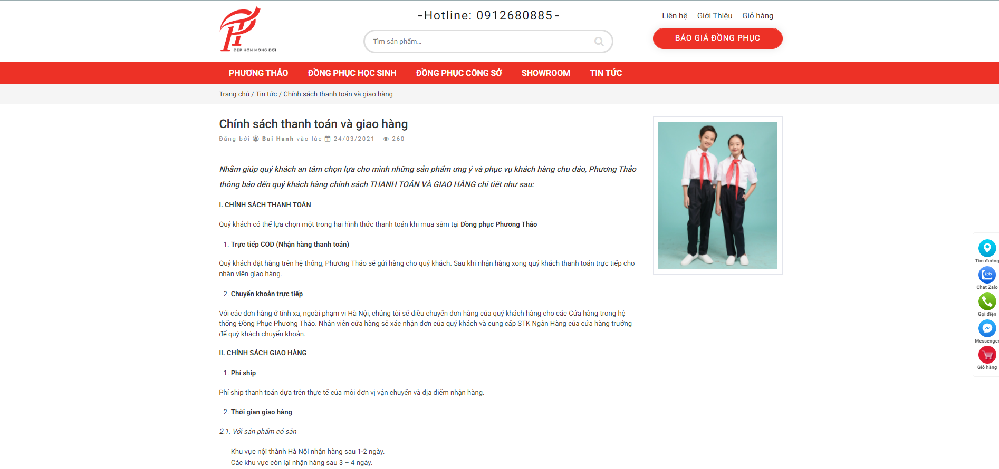 ĐẸP HƠN MONG ĐỢI
-Hotline: 0912680885-
Tìm sản phẩm...
Liên hệ Giới Thiệu Giỏ hàng
BÁO GIÁ ĐỒNG PHỤC
PHƯƠNG THẢO ĐỒNG PHỤC HỌC SINH ĐỒNG PHỤC CÔNG SỞ SHOWROOM TIN TỨC
Trang chủ / Tin tức / Chính sách thanh toán và giao hàng
Chính sách thanh toán và giao hàng
Đăng bởi Bui Hanh vào lúc 24/03/2021 - 260
Nhằm giúp quý khách an tâm chọn lựa cho mình những sản phẩm ưng ý và phục vụ khách hàng chu đáo, Phương Thảo
thông báo đến quý khách hàng chính sách THANH TOÁN VÀ GIAO HÀNG chi tiết như sau:
I. CHÍNH SÁCH THANH TOÁN
Quý khách có thể lựa chọn một trong hai hình thức thanh toán khi mua sắm tại Đồng phục Phương Thảo
1. Trực tiếp COD (Nhận hàng thanh toán)
Quý khách đặt hàng trên hệ thống, Phương Thảo sẽ gửi hàng cho quý khách. Sau khi nhận hàng xong quý khách thanh toán trực tiếp cho
nhân viên giao hàng.
2. Chuyển khoản trực tiếp
Với các đơn hàng ở tỉnh xa, ngoài phạm vi Hà Nội, chúng tôi sẽ điều chuyển đơn hàng của quý khách hàng cho các Cửa hàng trong hệ
thống Đồng Phục Phương Thảo. Nhân viên cửa hàng sẽ xác nhận đơn của quý khách và cung cấp STK Ngân Hàng của cửa hàng trưởng
để quý khách chuyển khoản.
II. CHÍNH SÁCH GIAO HÀNG
1. Phí ship
Phí ship thanh toán dựa trên thực tế của mỗi đơn vị vận chuyển và địa điểm nhận hàng.
2. Thời gian giao hàng
2.1. Với sản phẩm có sẵn
Khu vực nội thành Hà Nội nhận hàng sau 1-2 ngày.
Các khu vực còn lại nhận hàng sau 3 – 4 ngày.
Tìm đường
Zalo
Chat Zalo
Gọi điện
Messenger
Giỏ hàng